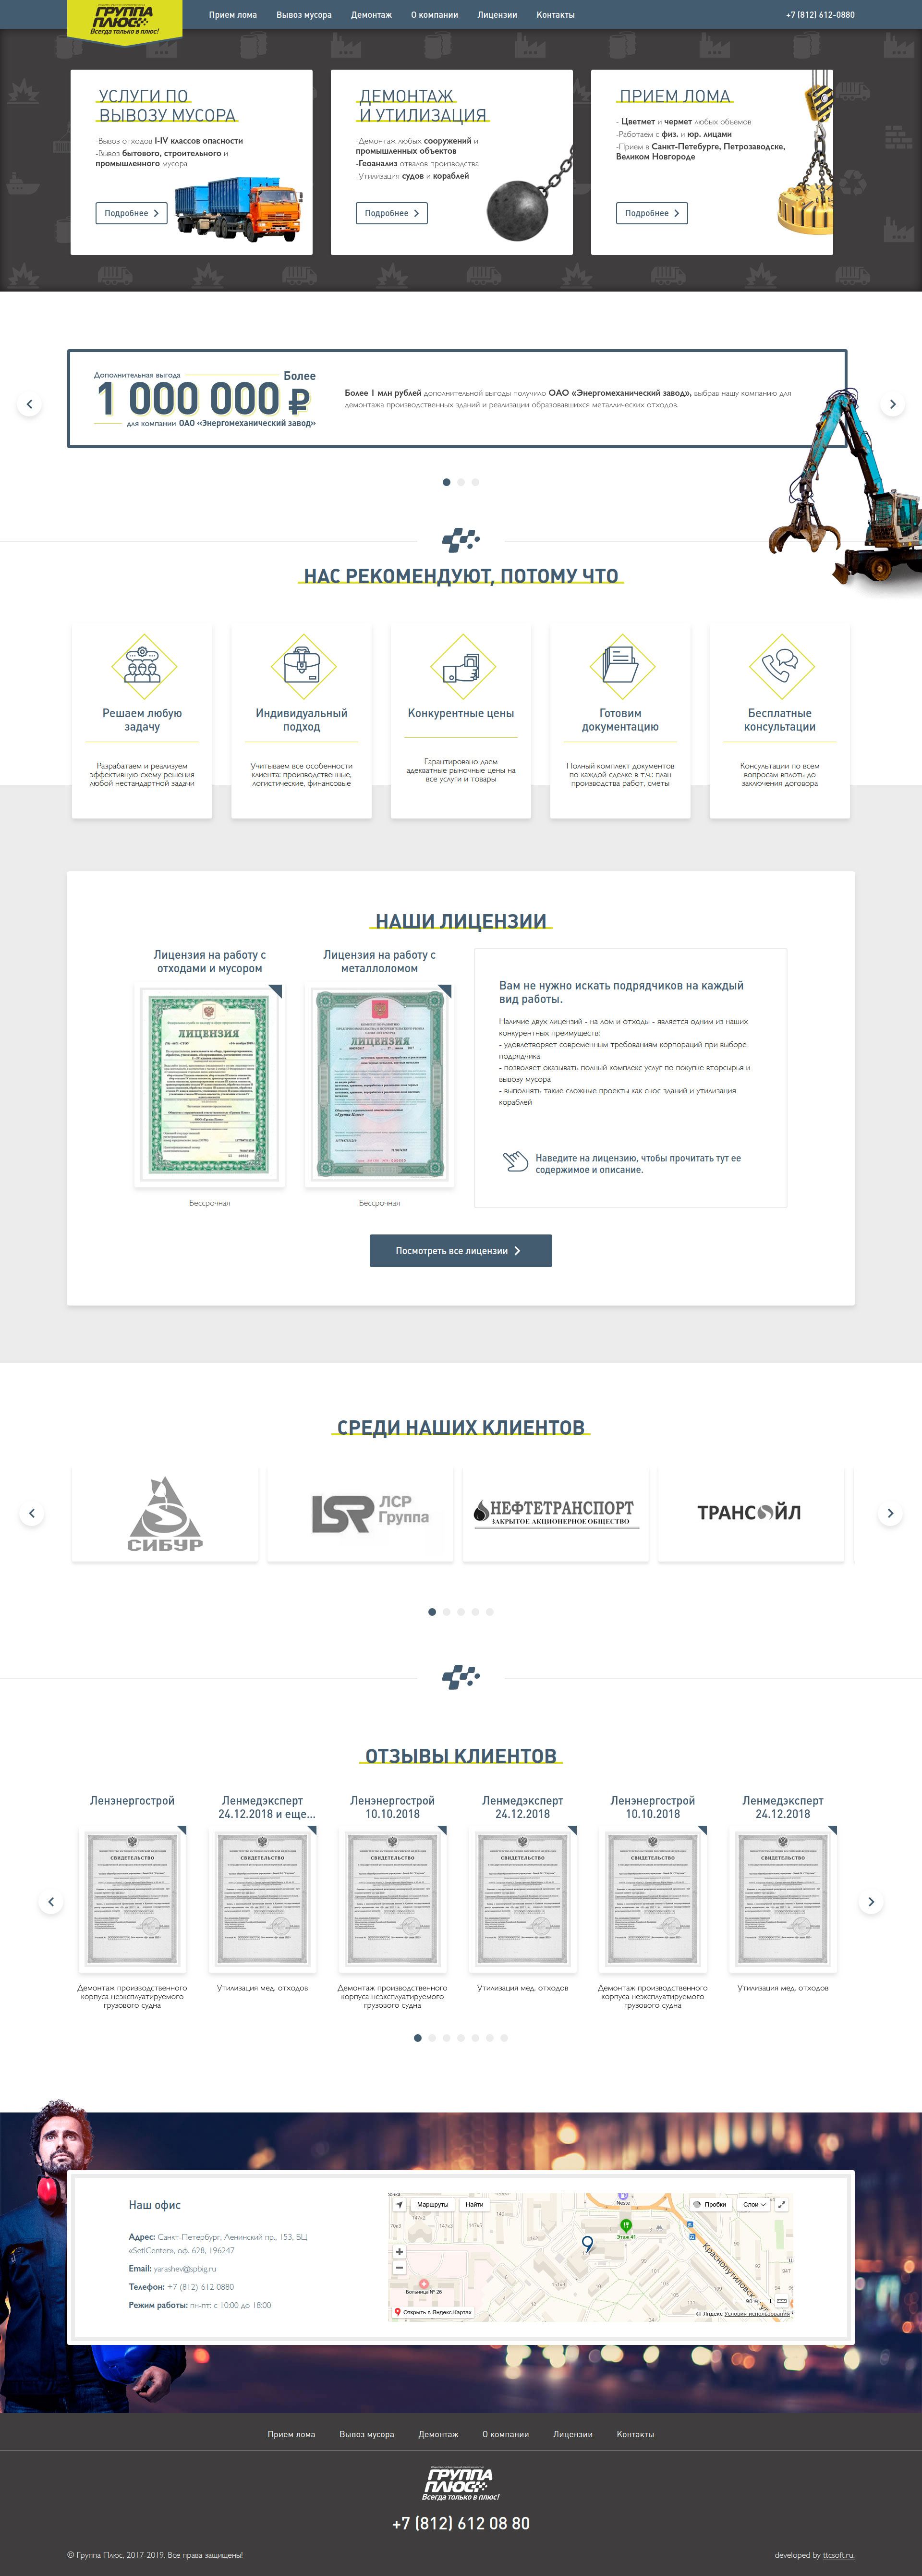 ГРУППА
ПЛЮС
Всегда только в плюс!
Прием лома
Вывоз мусора
Демонтаж
О компании
Лицензии
Контакты
+7 (812) 612-0880
УСЛУГИ ПО
ВЫВОЗУ МУСОРА
-Вывоз отходов I-IV классов опасности
-Вывоз бытового, строительного и
промышленного мусора
Подробнее
ДЕМОНТАЖ
И УТИЛИЗАЦИЯ
-Демонтаж любых сооружений и
промышленных объектов
-Геоанализ отвалов производства
-Утилизация судов и кораблей
Подробнее
ПРИЕМ ЛОМА
- Цветмет и чермет любых объемов
-Работаем с физ. и юр. лицами
-Прием в Санкт-Петебурге, Петрозаводске,
Великом Новгороде
Подробнее
Дополнительная выгода
Более
1 000 000 ₽
для компании ОАО «Энергомеханический завод»
Более 1 млн рублей дополнительной выгоды получило ОАО «Энергомеханический завод», выбрав нашу компанию для
демонтажа производственных зданий и реализации образовавшихся металлических отходов.
НАС РЕКОМЕНДУЮТ, ПОТОМУ ЧТО
Решаем любую
задачу
Разрабатаем и реализуем
эффективную схему решения
любой нестандартной задачи
Индивидуальный
подход
Учитываем все особенности
клиента: производственные,
логистические, финансовые
Конкурентные цены
Гарантировано даем
адекватные рыночные цены на
все услуги и товары
Готовим
документацию
Полный комплект документов
по каждой сделке в т.ч.: план
производства работ, сметы
Бесплатные
консультации
Консультации по всем
вопросам вплоть до
заключения договора
НАШИ ЛИЦЕНЗИИ
Лицензия на работу с
отходами и мусором
ЛИЦЕНЗИЯ
Бессрочная
Лицензия на работу с
металлоломом
ЛИЦЕНЗИЯ
Бессрочная
Вам не нужно искать подрядчиков на каждый
вид работы.
Наличие двух лицензий - на лом и отходы - является одним из наших
конкурентных преимуществ:
- удовлетворяет современным требованиям корпораций при выборе
подрядчика
- позволяет оказывать полный комплекс услуг по покупке вторсырья и
вывозу мусора
- выполнять такие сложные проекты как снос зданий и утилизация
кораблей
Наведите на лицензию, чтобы прочитать тут ее
содержимое и описание.
Посмотреть все лицензии
СРЕДИ НАШИХ КЛИЕНТОВ
СИБУР
LSR
ЛСР
Группа
НЕФТЕТРАНСПОРТ
ЗАКРЫТОЕ АКЦИОНЕРНОЕ ОБЩЕСТВО
ТРАНСОЙЛ
ОТЗЫВЫ КЛИЕНТОВ
Ленэнергострой
СВИДЕТЕЛЬСТВО
Демонтаж производственного
корпуса неэксплуатируемого
грузового судна
Ленмедэксперт
24.12.2018 и еще...
СВИДЕТЕЛЬСТВО
Утилизация мед. отходов
Ленэнергострой
10.10.2018
СВИДЕТЕЛЬСТВО
Демонтаж производственного
корпуса неэксплуатируемого
грузового судна
Ленмедэксперт
24.12.2018
СВИДЕТЕЛЬСТВО
Утилизация мед. отходов
Ленэнергострой
10.10.2018
СВИДЕТЕЛЬСТВО
Демонтаж производственного
корпуса неэксплуатируемого
грузового судна
Ленмедэксперт
24.12.2018
СВИДЕТЕЛЬСТВО
Утилизация мед. отходов
Наш офис
Адрес: Санкт-Петербург, Ленинский пр., 153, БЦ
«SetlCenter», оф. 628, 196247
Email: yarashev@spbig.ru
Телефон: +7 (812)-612-0880
Режим работы: пн-пт: с 10:00 до 18:00
Маршруты
Найти
Neste
Пробки
Слои
Этаж 41
Краснопутиловская
Больница № 26
90 м
Открыть в Яндекс.Картах
© Яндекс Условия использования
Прием лома
Вывоз мусора
Демонтаж
О компании
Лицензии
Контакты
ГРУППА
ПЛЮС
Всегда только в плюс!
+7 (812) 612 08 80
© Группа Плюс, 2017-2019. Все права защищены!
developed by ttcsoft.ru.